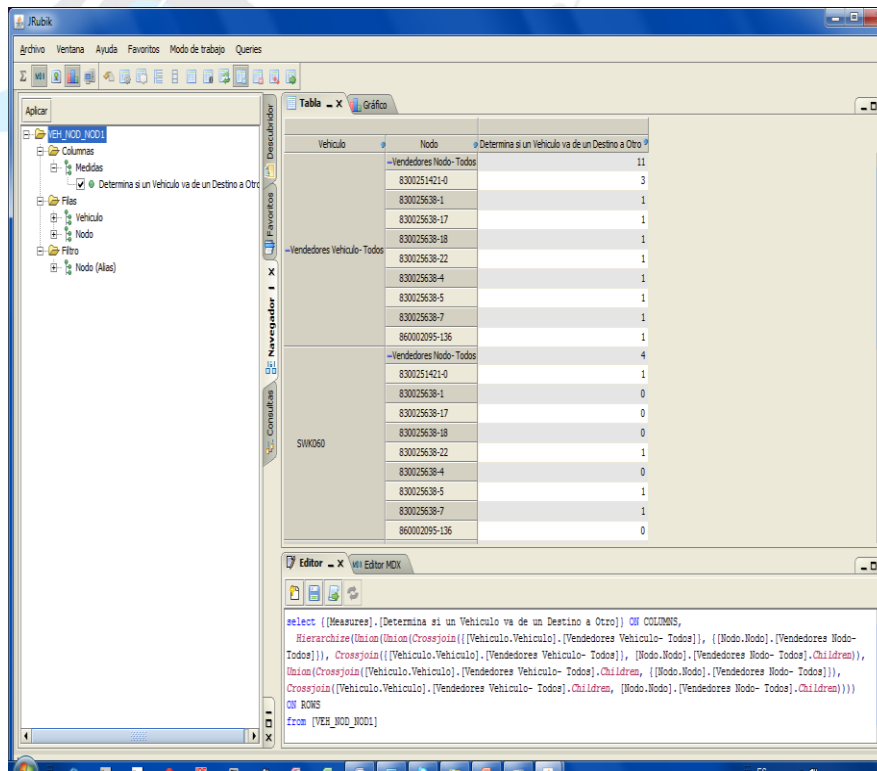 JRubik
Archivo Ventana Ayuda Favoritos Modo de trabajo Queries
Σ
Aplicar
VEH_NOD_NOD1
Columnas
Medidas
Determina si un Vehiculo va de un Destino a Otro
Filas
Vehiculo
Nodo
Filtro
Nodo (Alias)
Descubridor
Favoritos
Navegador
Consultas
Tabla
Gráfico
Vehiculo Nodo Determina si un Vehiculo va de un Destino a Otro
Vendedores Vehiculo- Todos
Vendedores Nodo- Todos 11
8300251421-0 3
830025638-1 1
830025638-17 1
830025638-18 1
830025638-22 1
830025638-4 1
830025638-5 1
830025638-7 1
860002095-136 1
SWK060
Vendedores Nodo- Todos 4
8300251421-0 1
830025638-1 0
830025638-17 0
830025638-18 0
830025638-22 1
830025638-4 0
830025638-5 1
830025638-7 1
860002095-136 0
Editor
Editor MDX
select {[Measures].[Determina si un Vehiculo va de un Destino a Otro]} ON COLUMNS,
Hierarchize(Union(Union(Crossjoin({[Vehiculo.Vehiculo].[Vendedores Vehiculo- Todos]}, {[Nodo.Nodo].[Vendedores Nodo-
Todos]}), Crossjoin({[Vehiculo.Vehiculo].[Vendedores Vehiculo- Todos]}, [Nodo.Nodo].[Vendedores Nodo- Todos].Children)),
Union(Crossjoin([Vehiculo.Vehiculo].[Vendedores Vehiculo- Todos].Children, {[Nodo.Nodo].[Vendedores Nodo- Todos]}),
Crossjoin([Vehiculo.Vehiculo].[Vendedores Vehiculo- Todos].Children, [Nodo.Nodo].[Vendedores Nodo- Todos].Children))))
ON ROWS
from [VEH_NOD_NOD1]